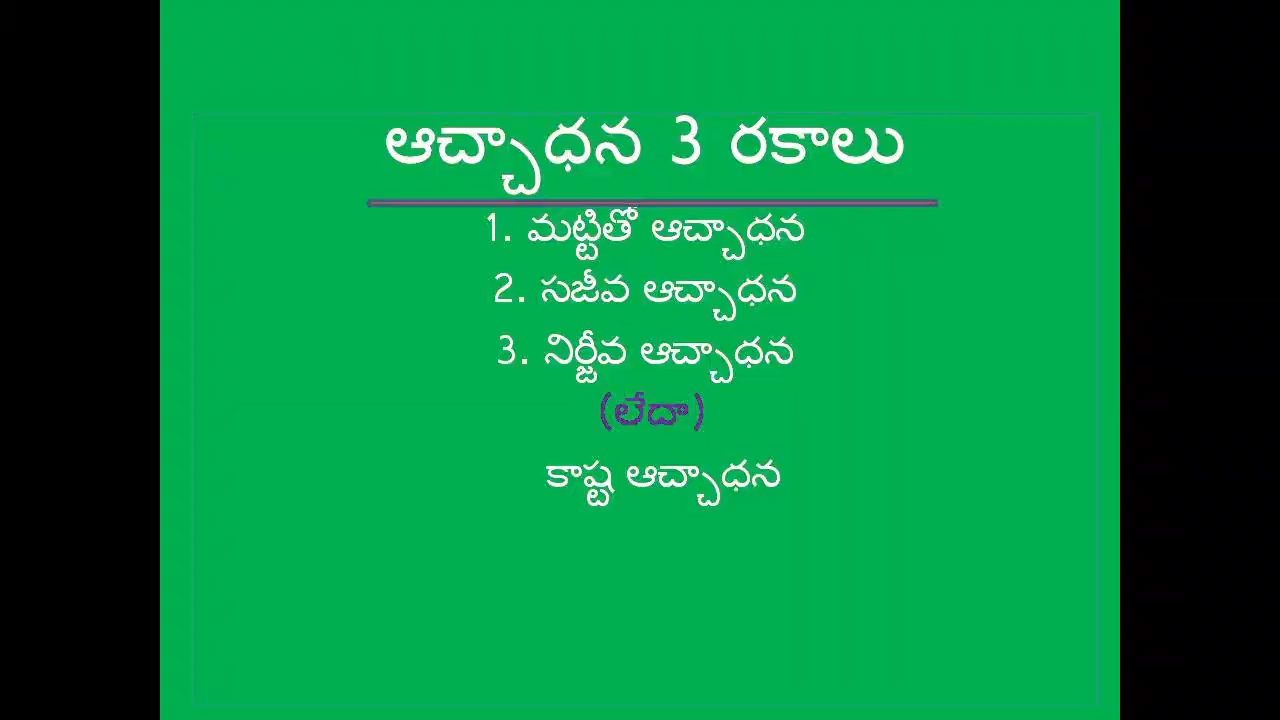 ఆచ్చాధన 3 రకాలు
1. మట్టితో ఆచ్చాధన
2. సజీవ ఆచ్చాధన
3. నిర్జీవ ఆచ్చాధన
(లేదా)
కాష్ట ఆచ్చాధన